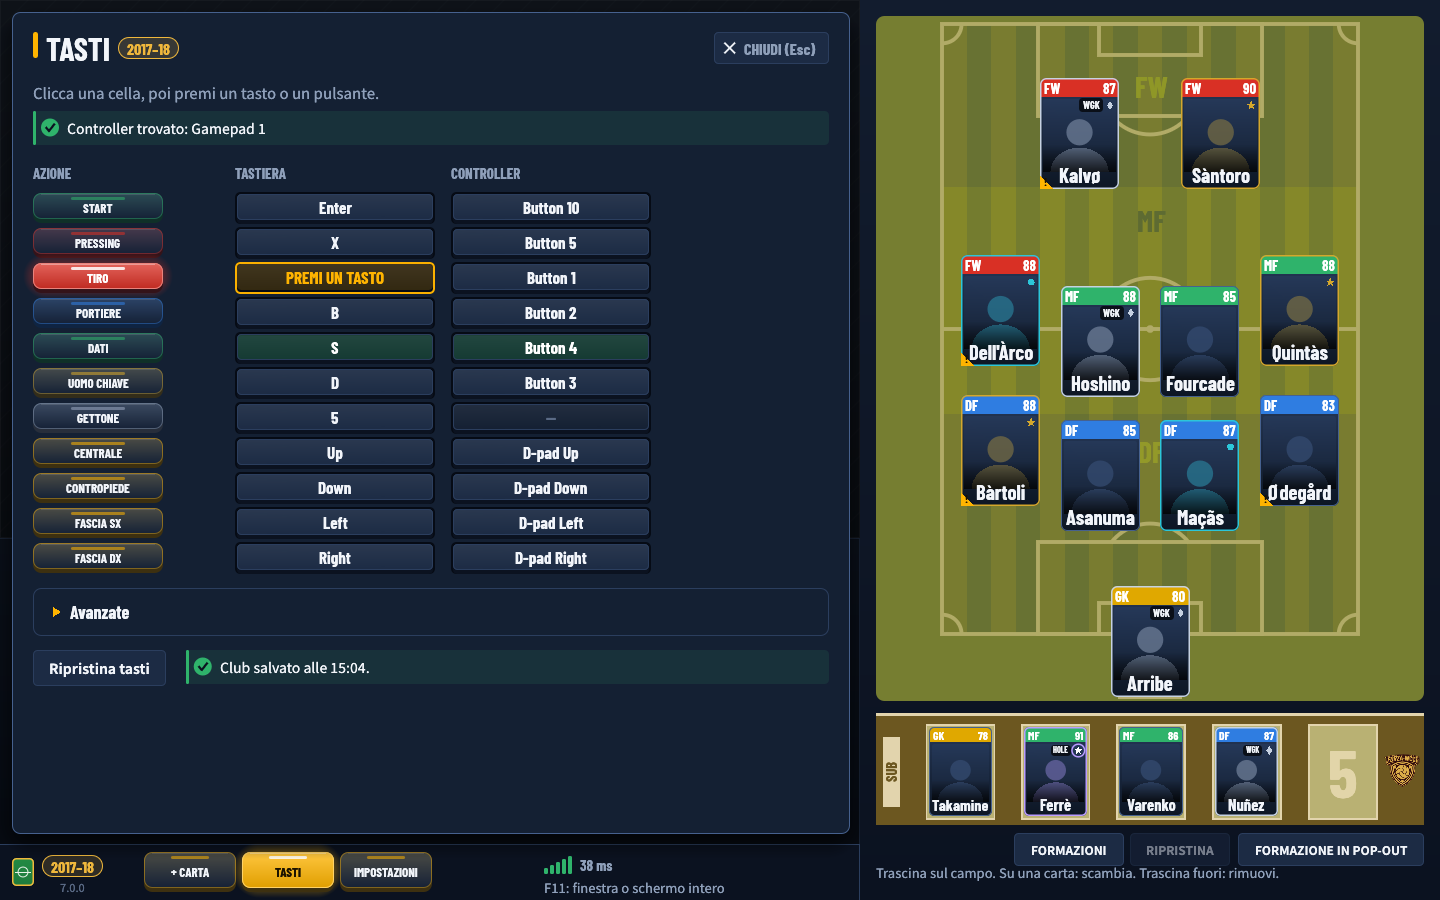 TASTI 2017-18
CHIUDI (Esc)
Clicca una cella, poi premi un tasto o un pulsante.
Controller trovato: Gamepad 1
AZIONE TASTIERA CONTROLLER
START Enter Button 10
PRESSING X Button 5
TIRO PREMI UN TASTO Button 1
PORTIERE B Button 2
DATI S Button 4
UOMO CHIAVE D Button 3
GETTONE 5 —
CENTRALE Up D-pad Up
CONTROPIEDE Down D-pad Down
FASCIA SX Left D-pad Left
FASCIA DX Right D-pad Right
Avanzate
Ripristina tasti
Club salvato alle 15:04.
2017-18
7.0.0
+ CARTA
TASTI
IMPOSTAZIONI
38 ms
F11: finestra o schermo intero
FW
FW 87
WGK
Kalvø
FW 90
Sàntoro
MF
FW 88
Dell'Àrco
MF 88
WGK
Hoshino
MF 85
Fourcade
MF 88
Quintàs
DF
DF 88
Bàrtoli
DF 85
Asanuma
DF 87
Maçãs
DF 83
Ødegård
GK 80
WGK
Arribe
SUB
GK 78
Takamine
MF 91
HOLE
Ferrè
MF 86
Varenko
DF 87
WGK
Nuñez
5
FORMAZIONI
RIPRISTINA
FORMAZIONE IN POP-OUT
Trascina sul campo. Su una carta: scambia. Trascina fuori: rimuovi.